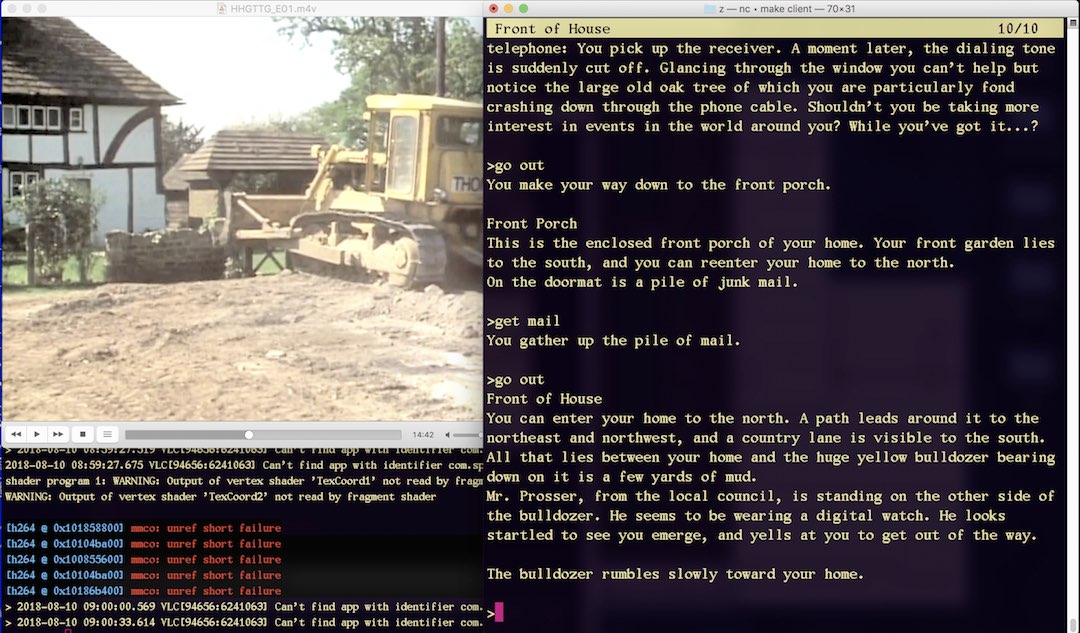 HHGTTG_E01.m4v
THO
14:42
> 2018-08-10 08:59:27.519 VLC[94656:6241063] Can't find app with identifier com.
2018-08-10 08:59:27.675 VLC[94656:6241063] Can't find app with identifier com.sp
shader program 1: WARNING: Output of vertex shader 'TexCoord1' not read by fragm
WARNING: Output of vertex shader 'TexCoord2' not read by fragment shader
[h264 @ 0x101858800] mmco: unref short failure
[h264 @ 0x10104ba00] mmco: unref short failure
[h264 @ 0x100855600] mmco: unref short failure
[h264 @ 0x10104ba00] mmco: unref short failure
[h264 @ 0x10186b400] mmco: unref short failure
> 2018-08-10 09:00:00.569 VLC[94656:6241063] Can't find app with identifier com.
> 2018-08-10 09:00:33.614 VLC[94656:6241063] Can't find app with identifier com.
z — nc • make client — 70×31
Front of House 10/10
telephone: You pick up the receiver. A moment later, the dialing tone
is suddenly cut off. Glancing through the window you can't help but
notice the large old oak tree of which you are particularly fond
crashing down through the phone cable. Shouldn't you be taking more
interest in events in the world around you? While you've got it...?
>go out
You make your way down to the front porch.
Front Porch
This is the enclosed front porch of your home. Your front garden lies
to the south, and you can reenter your home to the north.
On the doormat is a pile of junk mail.
>get mail
You gather up the pile of mail.
>go out
Front of House
You can enter your home to the north. A path leads around it to the
northeast and northwest, and a country lane is visible to the south.
All that lies between your home and the huge yellow bulldozer bearing
down on it is a few yards of mud.
Mr. Prosser, from the local council, is standing on the other side of
the bulldozer. He seems to be wearing a digital watch. He looks
startled to see you emerge, and yells at you to get out of the way.
The bulldozer rumbles slowly toward your home.
>